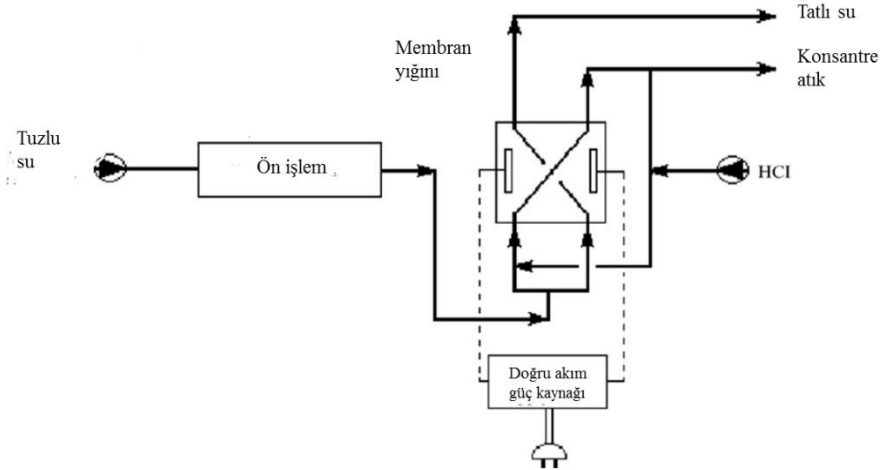 Tatlı su
Membran
yığını
Konsantre
atık
Tuzlu
su
Ön işlem
HCI
Doğru akım
güç kaynağı